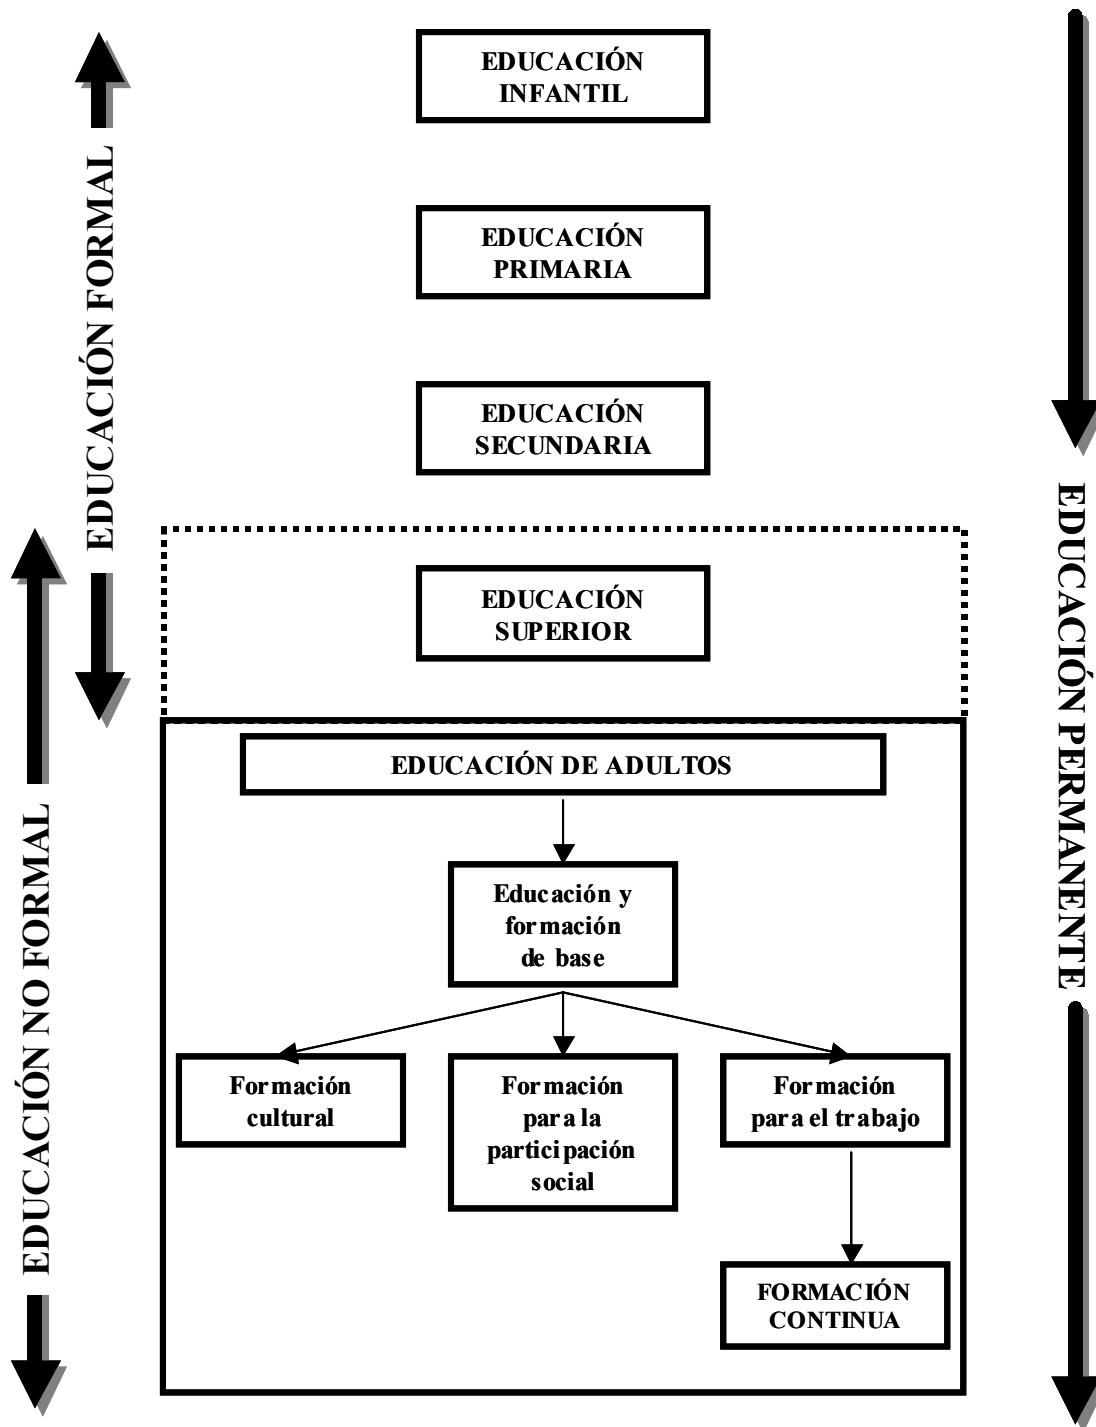 EDUCACIÓN
INFANTIL
EDUCACIÓN
PRIMARIA
EDUCACIÓN
SECUNDARIA
EDUCACIÓN
SUPERIOR
EDUCACIÓN DE ADULTOS
Educación y
formación
de base
Formación
cultural
Formación
para la
participación
social
Formación
para el trabajo
FORMACIÓN
CONTINUA
EDUCACIÓN FORMAL
EDUCACIÓN NO FORMAL
EDUCACIÓN PERMANENTE